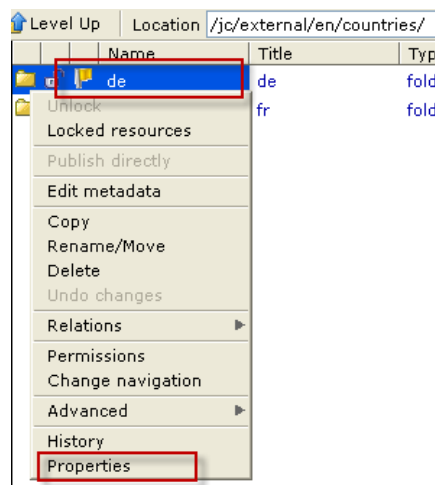 Level Up Location /jc/external/en/countries/
Name Title Typ
de de fold
fr fold
Unlock
Locked resources
Publish directly
Edit metadata
Copy
Rename/Move
Delete
Undo changes
Relations
Permissions
Change navigation
Advanced
History
Properties